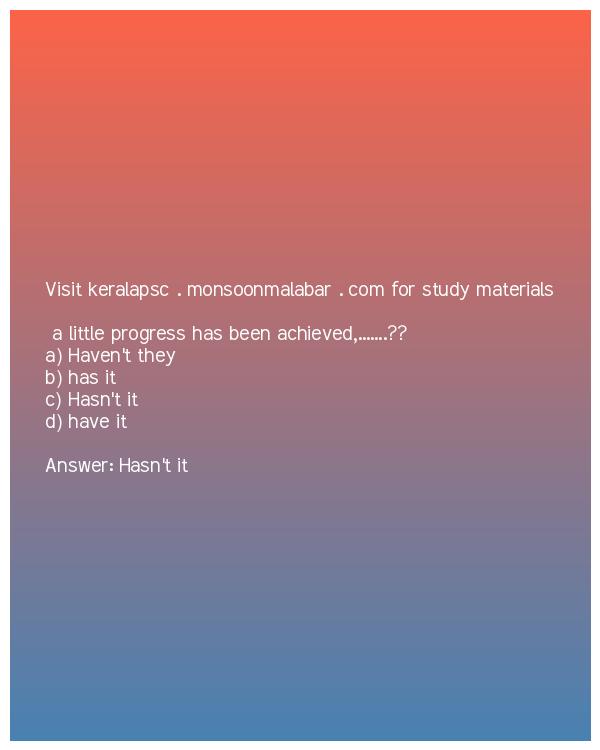 Visit keralapsc . monsoonmalabar . com for study materials
a little progress has been achieved,.......??
a) Haven't they
b) has it
c) Hasn't it
d) have it
Answer: Hasn't it